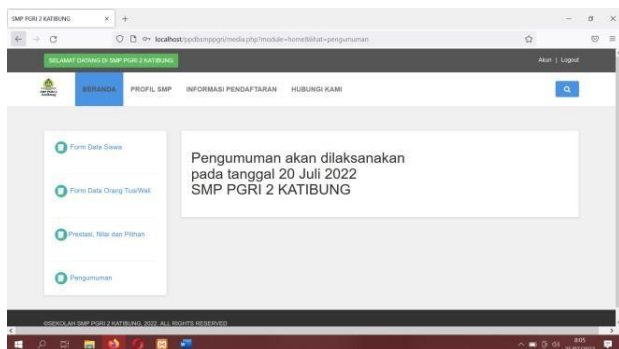 SMP PGRI 2 KATIBUNG
localhost/ppdbsmppgri/media.php?module=home&lihat=pengumuman
SELAMAT DATANG DI SMP PGRI 2 KATIBUNG
Akun | Logout
BERANDA
PROFIL SMP
INFORMASI PENDAFTARAN
HUBUNGI KAMI
Form Data Siswa
Form Data Orang Tua/Wali
Prestasi, Nilai dan Pilihan
Pengumuman
Pengumuman akan dilaksanakan
pada tanggal 20 Juli 2022
SMP PGRI 2 KATIBUNG
©SEKOLAH SMP PGRI 2 KATIBUNG, 2022. ALL RIGHTS RESERVED
8:05